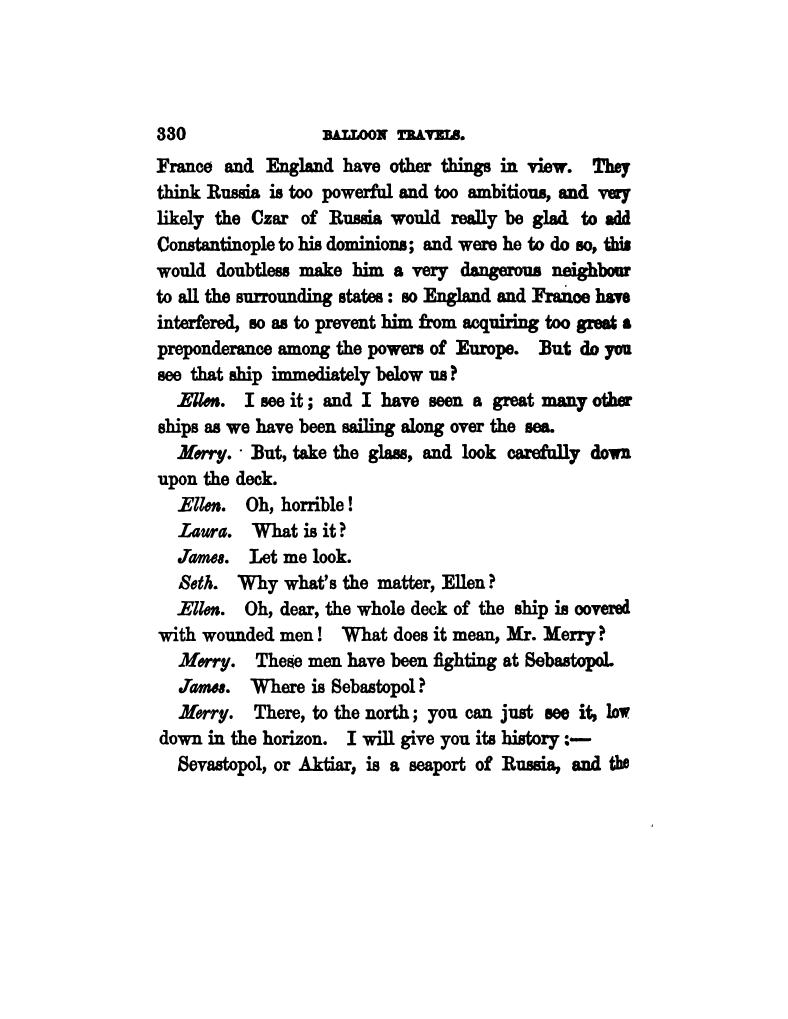 330 BALLOON TRAVELS.
France and England have other things in view. They
think Russia is too powerful and too ambitious, and very
likely the Czar of Russia would really be glad to add
Constantinople to his dominions; and were he to do so, this
would doubtless make him a very dangerous neighbour
to all the surrounding states: so England and France have
interfered, so as to prevent him from acquiring too great a
preponderance among the powers of Europe. But do you
see that ship immediately below us?
Ellen. I see it; and I have seen a great many other
ships as we have been sailing along over the sea.
Merry. But, take the glass, and look carefully down
upon the deck.
Ellen. Oh, horrible!
Laura. What is it?
James. Let me look.
Seth. Why what's the matter, Ellen?
Ellen. Oh, dear, the whole deck of the ship is covered
with wounded men! What does it mean, Mr. Merry?
Merry. These men have been fighting at Sebastopol.
James. Where is Sebastopol?
Merry. There, to the north; you can just see it, low
down in the horizon. I will give you its history:—
Sevastopol, or Aktiar, is a seaport of Russia, and the